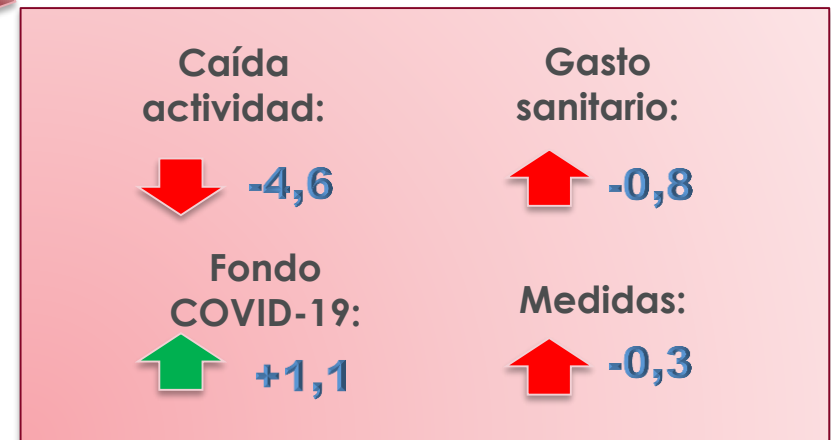 Caída
actividad:
-4,6
Gasto
sanitario:
-0,8
Fondo
COVID-19:
+1,1
Medidas:
-0,3